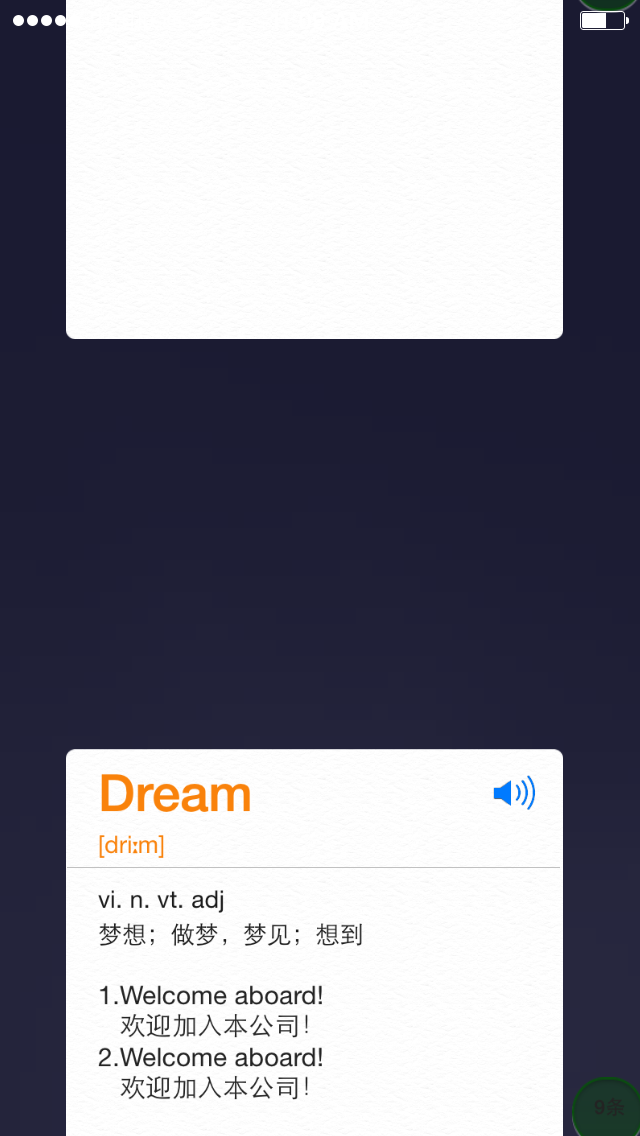 Dream
[dri:m]
vi. n. vt. adj
梦想；做梦，梦见；想到
1.Welcome aboard!
欢迎加入本公司！
2.Welcome aboard!
欢迎加入本公司！
9条